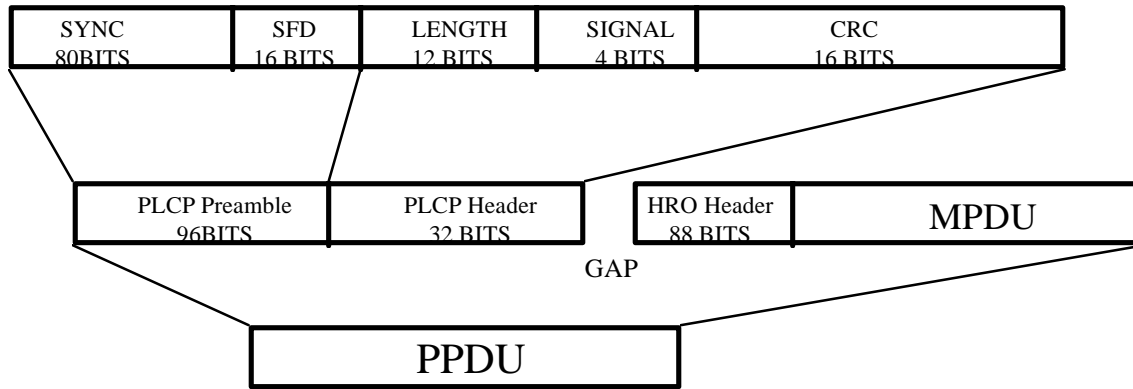 SYNC
80BITS
SFD
16 BITS
LENGTH
12 BITS
SIGNAL
4 BITS
CRC
16 BITS
PLCP Preamble
96BITS
PLCP Header
32 BITS
HRO Header
88 BITS
MPDU
GAP
PPDU